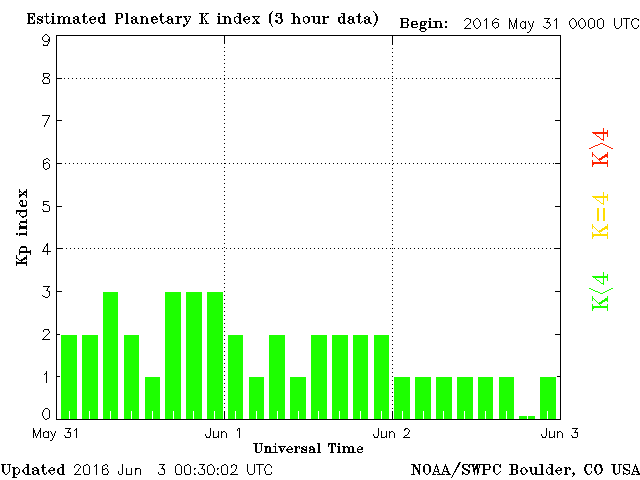 Estimated Planetary K index (3 hour data)
Begin: 2016 May 31 0000 UTC
9
8
7
6
5
4
3
2
1
0
Kp index
K>4
K=4
K<4
May 31
Jun 1
Jun 2
Jun 3
Universal Time
Updated 2016 Jun 3 00:30:02 UTC
NOAA/SWPC Boulder, CO USA